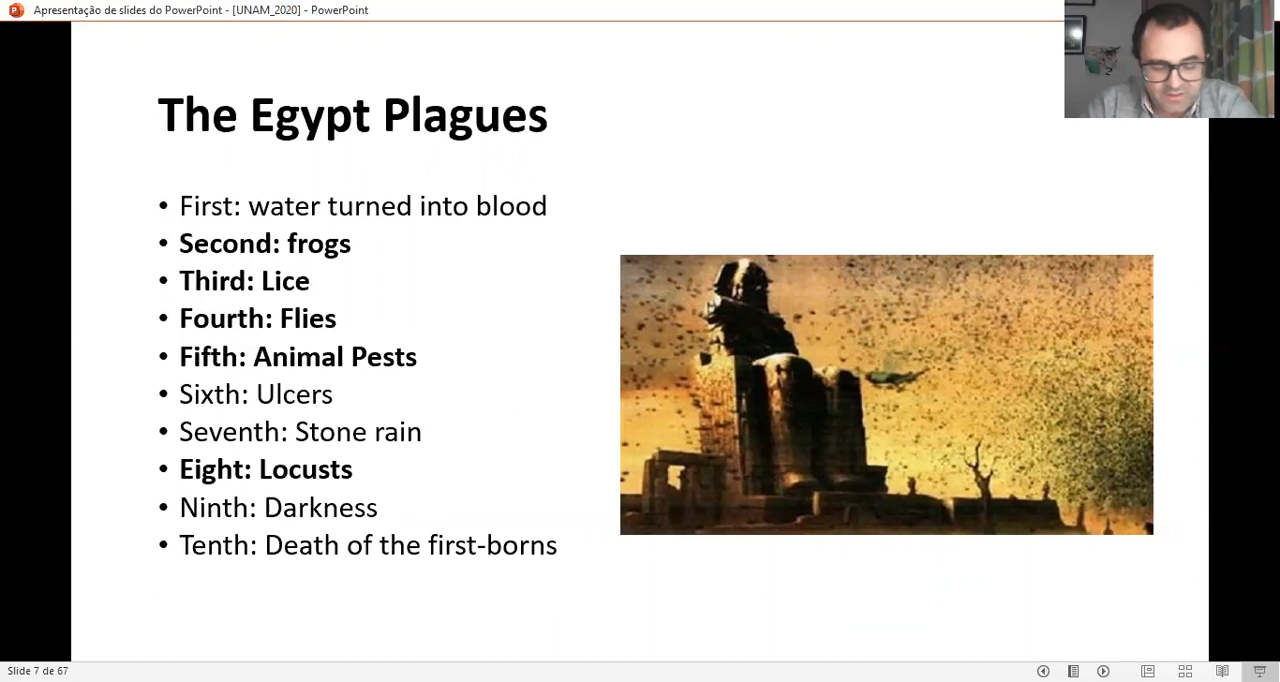 Apresentação de slides do PowerPoint - [UNAM_2020] - PowerPoint
The Egypt Plagues
• First: water turned into blood
• Second: frogs
• Third: Lice
• Fourth: Flies
• Fifth: Animal Pests
• Sixth: Ulcers
• Seventh: Stone rain
• Eight: Locusts
• Ninth: Darkness
• Tenth: Death of the first-borns
Slide 7 de 67